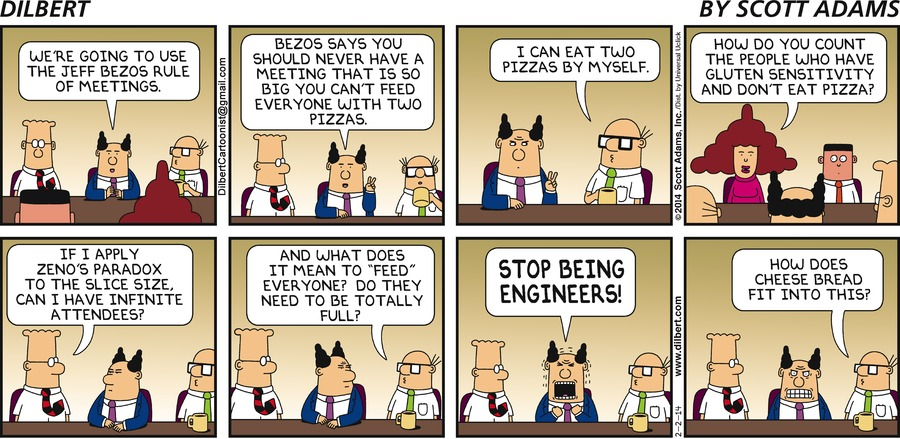 DILBERT
BY SCOTT ADAMS
WE'RE GOING TO USE
THE JEFF BEZOS RULE
OF MEETINGS.
DilbertCartoonist@gmail.com
BEZOS SAYS YOU
SHOULD NEVER HAVE A
MEETING THAT IS SO
BIG YOU CAN'T FEED
EVERYONE WITH TWO
PIZZAS.
I CAN EAT TWO
PIZZAS BY MYSELF.
©2014 Scott Adams, Inc. /Dist. by Universal Uclick
HOW DO YOU COUNT
THE PEOPLE WHO HAVE
GLUTEN SENSITIVITY
AND DON'T EAT PIZZA?
IF I APPLY
ZENO'S PARADOX
TO THE SLICE SIZE,
CAN I HAVE INFINITE
ATTENDEES?
AND WHAT DOES
IT MEAN TO "FEED"
EVERYONE? DO THEY
NEED TO BE TOTALLY
FULL?
STOP BEING
ENGINEERS!
2-2-14
www.dilbert.com
HOW DOES
CHEESE BREAD
FIT INTO THIS?